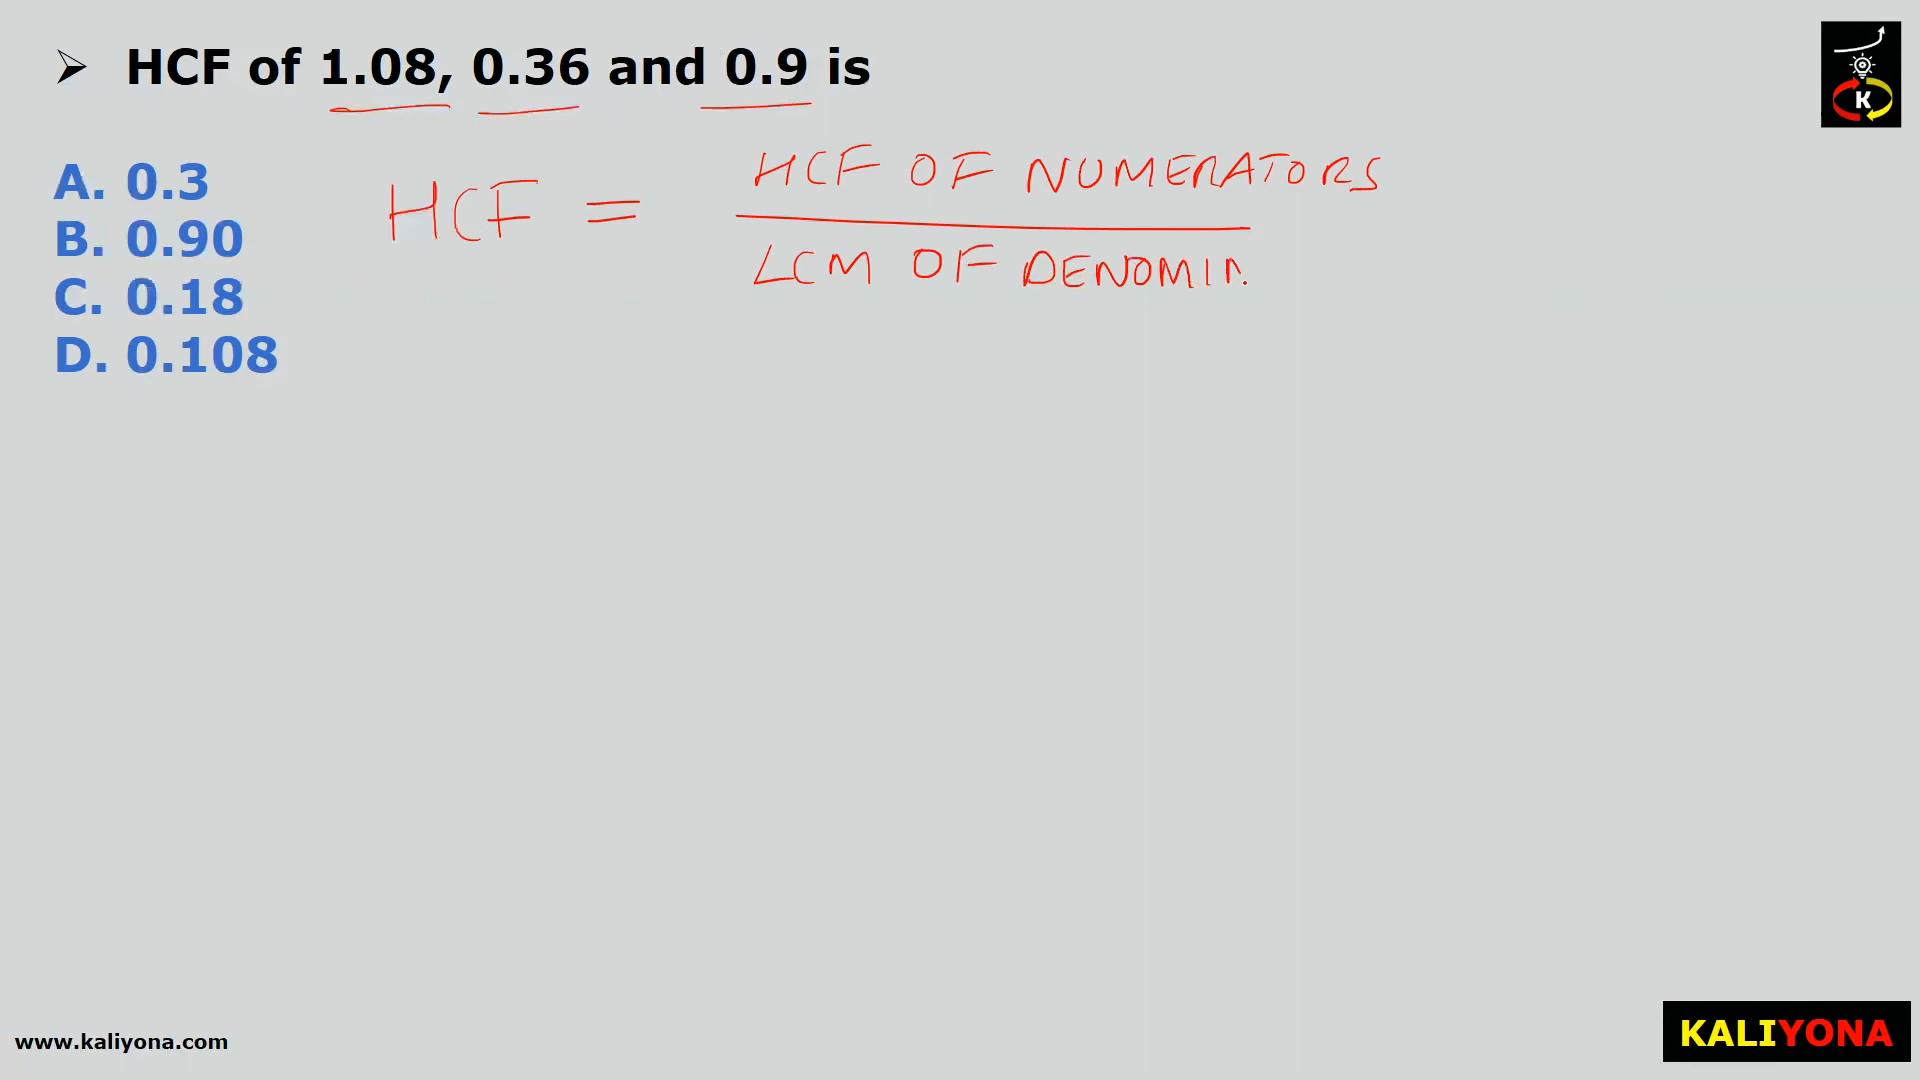 ➢ HCF of 1.08, 0.36 and 0.9 is
A. 0.3
B. 0.90
C. 0.18
D. 0.108
HCF =
HCF OF NUMERATORS
LCM OF DENOMIN
K
www.kaliyona.com
KALIYONA